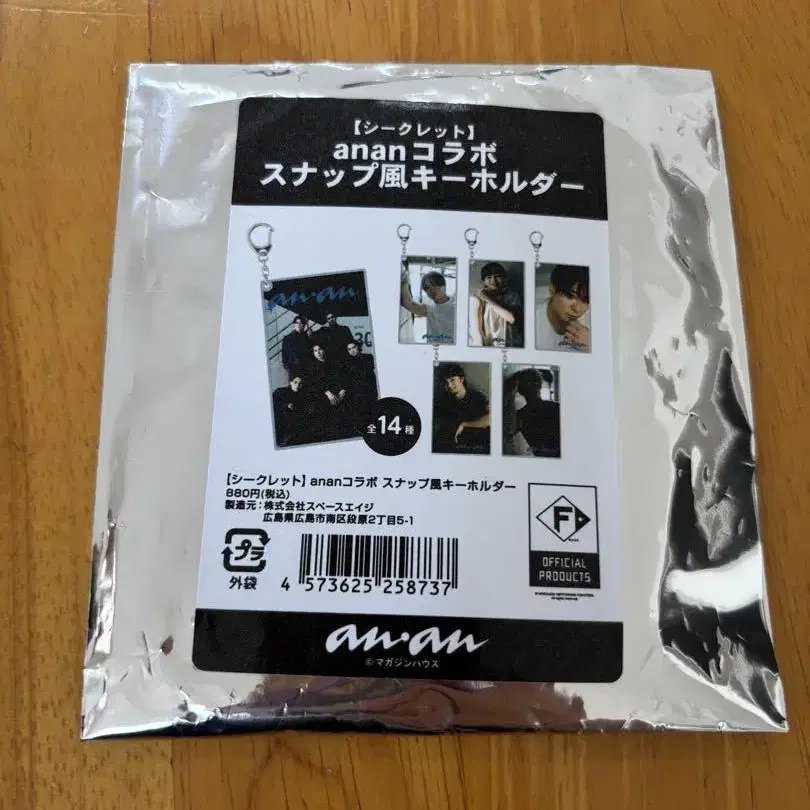 【シークレット】
ananコラボ
スナップ風キーホルダー
an・an
全14種
【シークレット】ananコラボ スナップ風キーホルダー
880円(税込)
製造元:株式会社スペースエイジ
広島県広島市南区段原2丁目5-1
プラ
外袋
4 573625 258737
F
OFFICIAL
PRODUCTS
an・an
©マガジンハウス